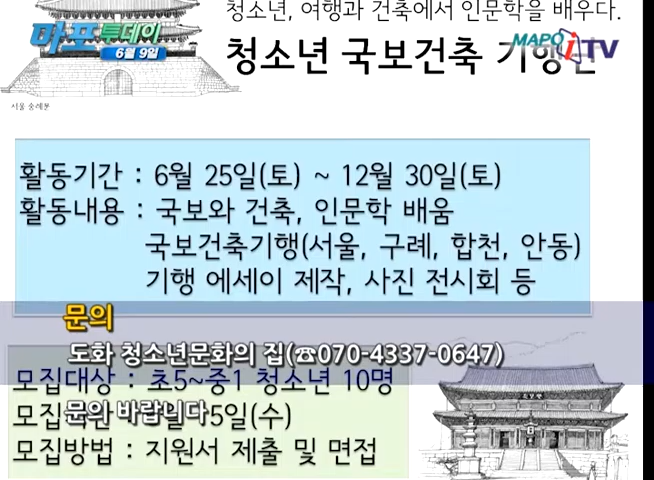 청소년, 여행과 건축에서 인문학을 배우다.
마포 투데이
6월 9일
MAPO iTV
청소년 국보건축 기행단
서울 숭례문
활동기간 : 6월 25일(토) ~ 12월 30일(토)
활동내용 : 국보와 건축, 인문학 배움
국보건축기행(서울, 구례, 합천, 안동)
기행 에세이 제작, 사진 전시회 등
문의
도화 청소년문화의 집(☎070-4337-0647)
모집대상 : 초5~중1 청소년 10명
문의 바랍니다
5일(수)
모집방법 : 지원서 제출 및 면접